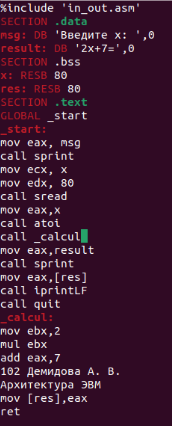 %include 'in_out.asm'
SECTION .data
msg: DB 'Введите x: ',0
result: DB '2x+7=',0
SECTION .bss
x: RESB 80
res: RESB 80
SECTION .text
GLOBAL _start
_start:
mov eax, msg
call sprint
mov ecx, x
mov edx, 80
call sread
mov eax,x
call atoi
call _calcul
mov eax,result
call sprint
mov eax,[res]
call iprintLF
call quit
_calcul:
mov ebx,2
mul ebx
add eax,7
102 Демидова А. В.
Архитектура ЭВМ
mov [res],eax
ret